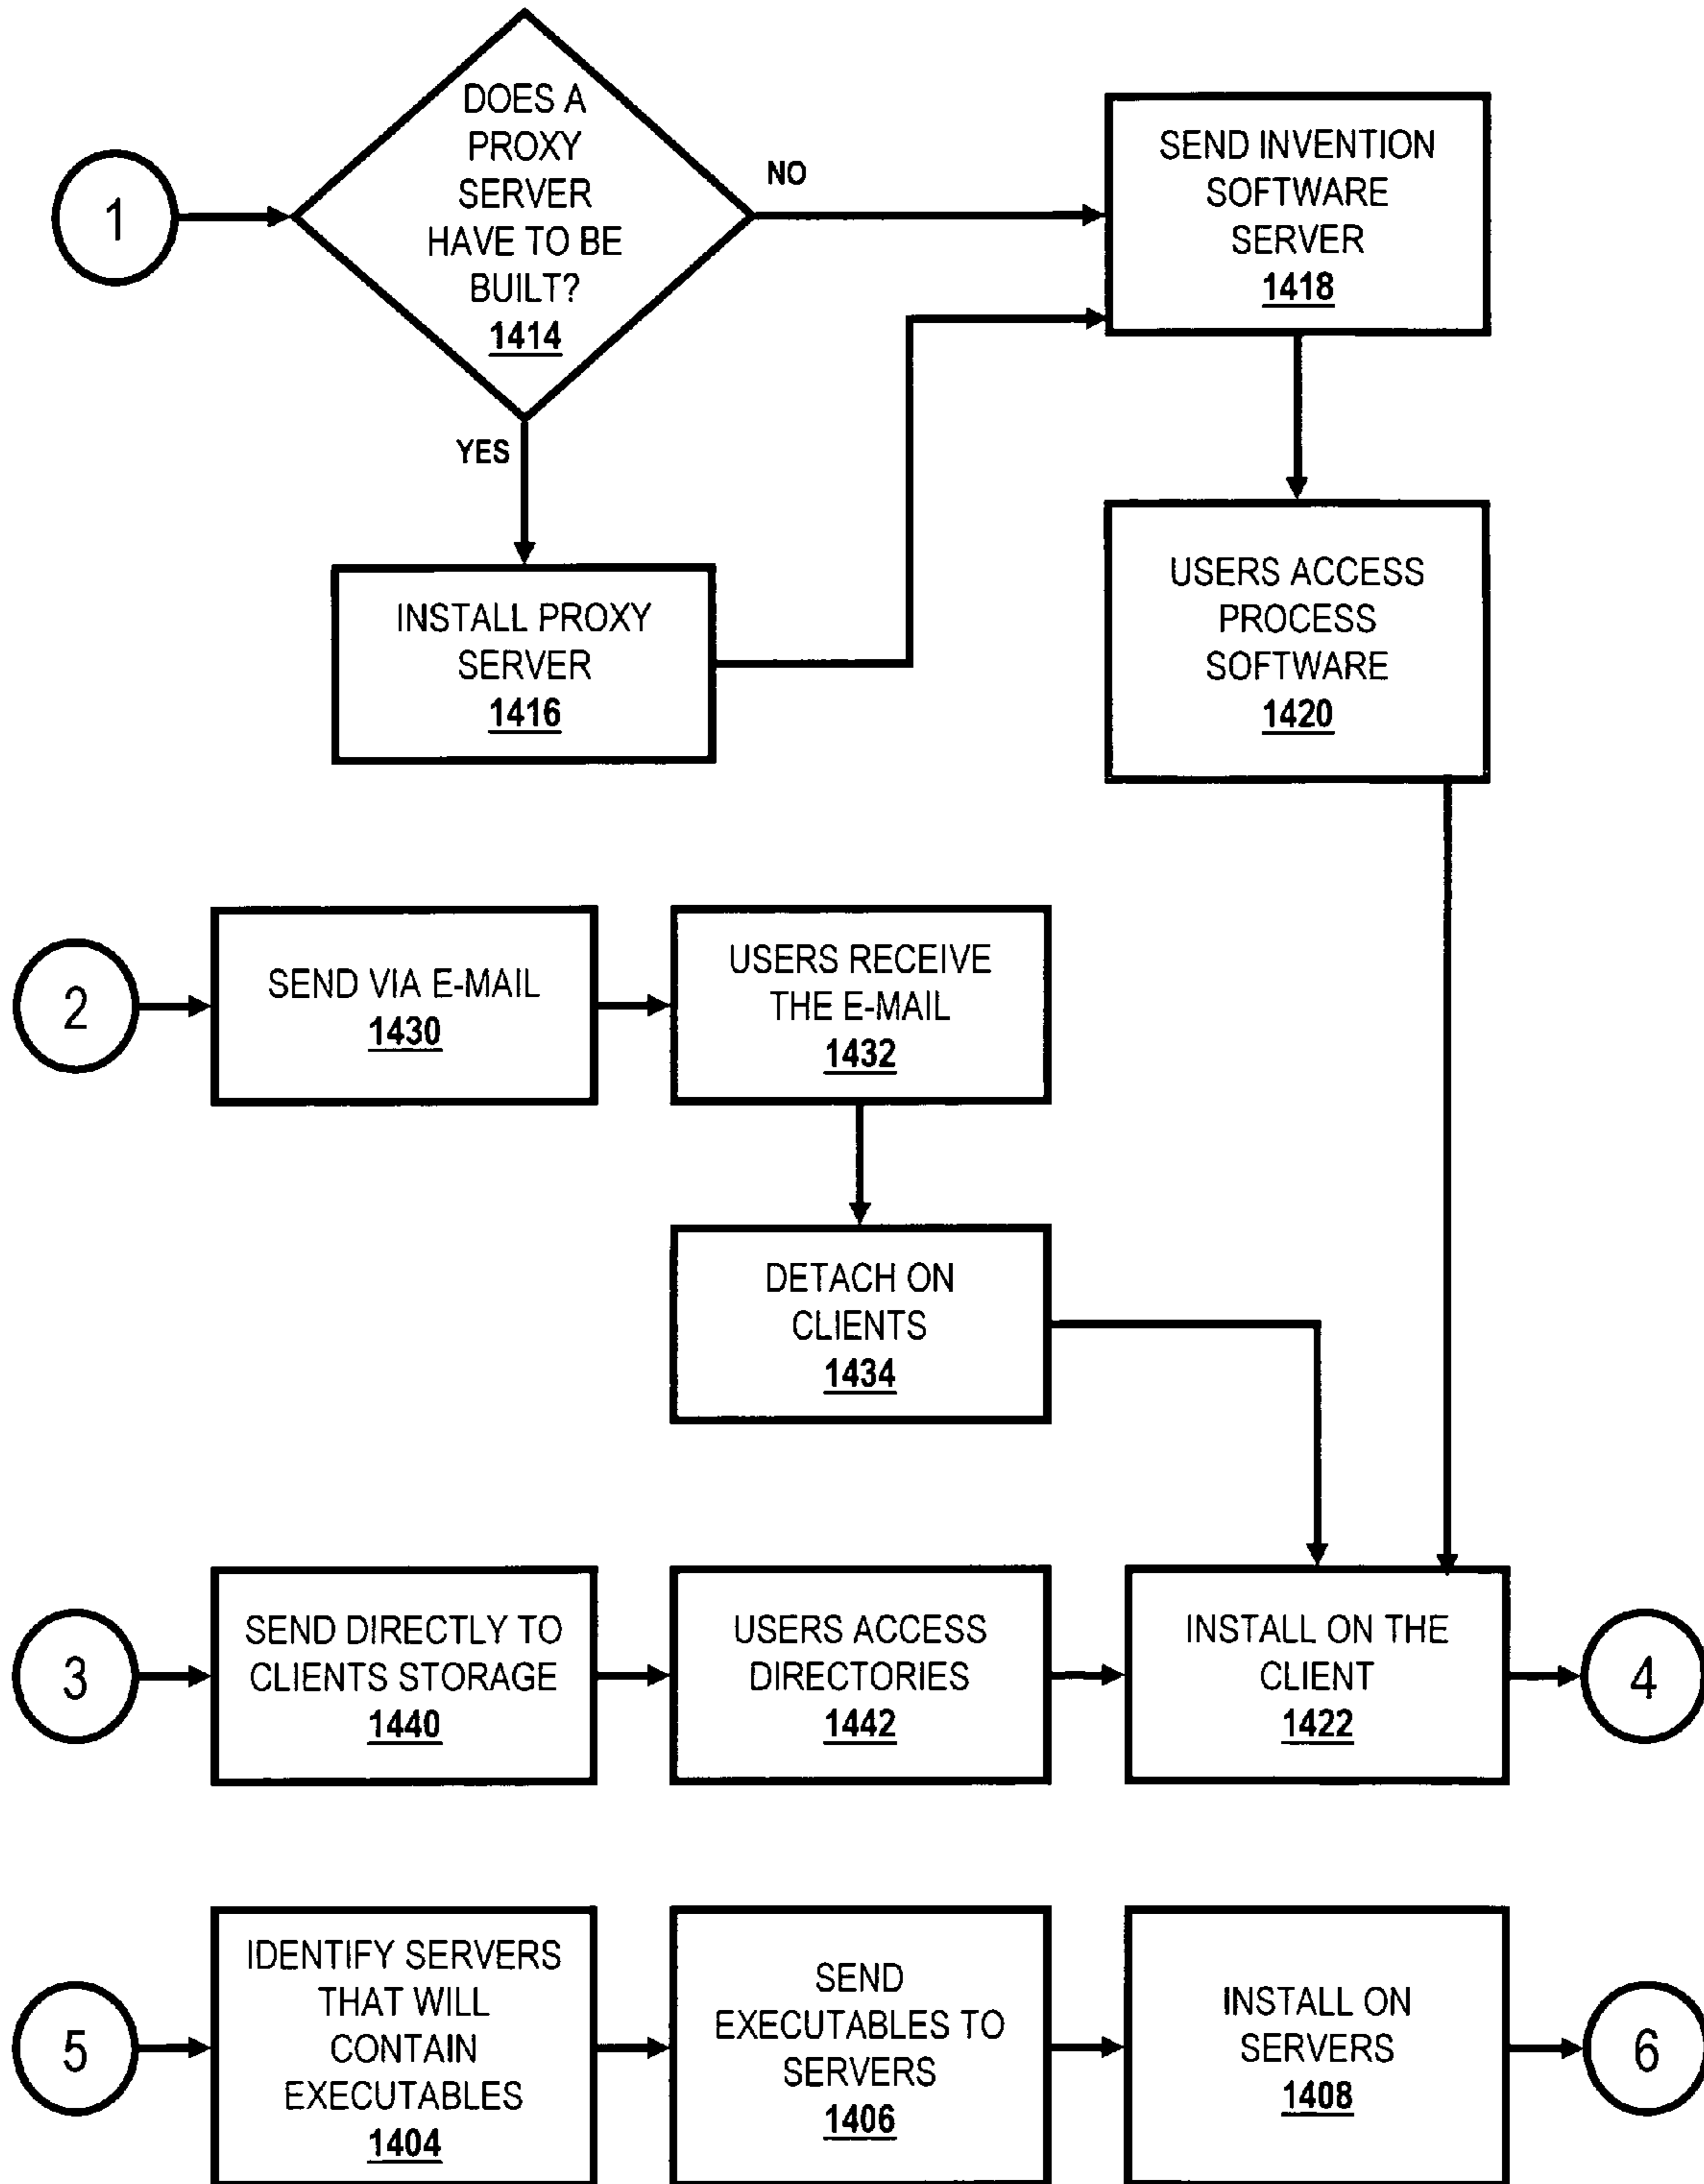 1
DOES A
PROXY
SERVER
HAVE TO BE
BUILT?
1414
NO
YES
SEND INVENTION
SOFTWARE
SERVER
1418
INSTALL PROXY
SERVER
1416
USERS ACCESS
PROCESS
SOFTWARE
1420
2
SEND VIA E-MAIL
1430
USERS RECEIVE
THE E-MAIL
1432
DETACH ON
CLIENTS
1434
3
SEND DIRECTLY TO
CLIENTS STORAGE
1440
USERS ACCESS
DIRECTORIES
1442
INSTALL ON THE
CLIENT
1422
4
5
IDENTIFY SERVERS
THAT WILL
CONTAIN
EXECUTABLES
1404
SEND
EXECUTABLES TO
SERVERS
1406
INSTALL ON
SERVERS
1408
6